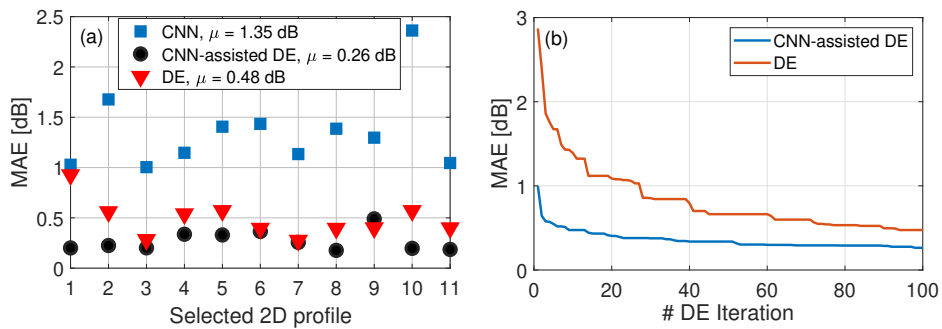 (a)
CNN, μ = 1.35 dB
CNN-assisted DE, μ = 0.26 dB
DE, μ = 0.48 dB
MAE [dB]
2.5
2
1.5
1
0.5
0
1 2 3 4 5 6 7 8 9 10 11
Selected 2D profile
(b)
CNN-assisted DE
DE
MAE [dB]
3
2
1
0
0 20 40 60 80 100
# DE Iteration